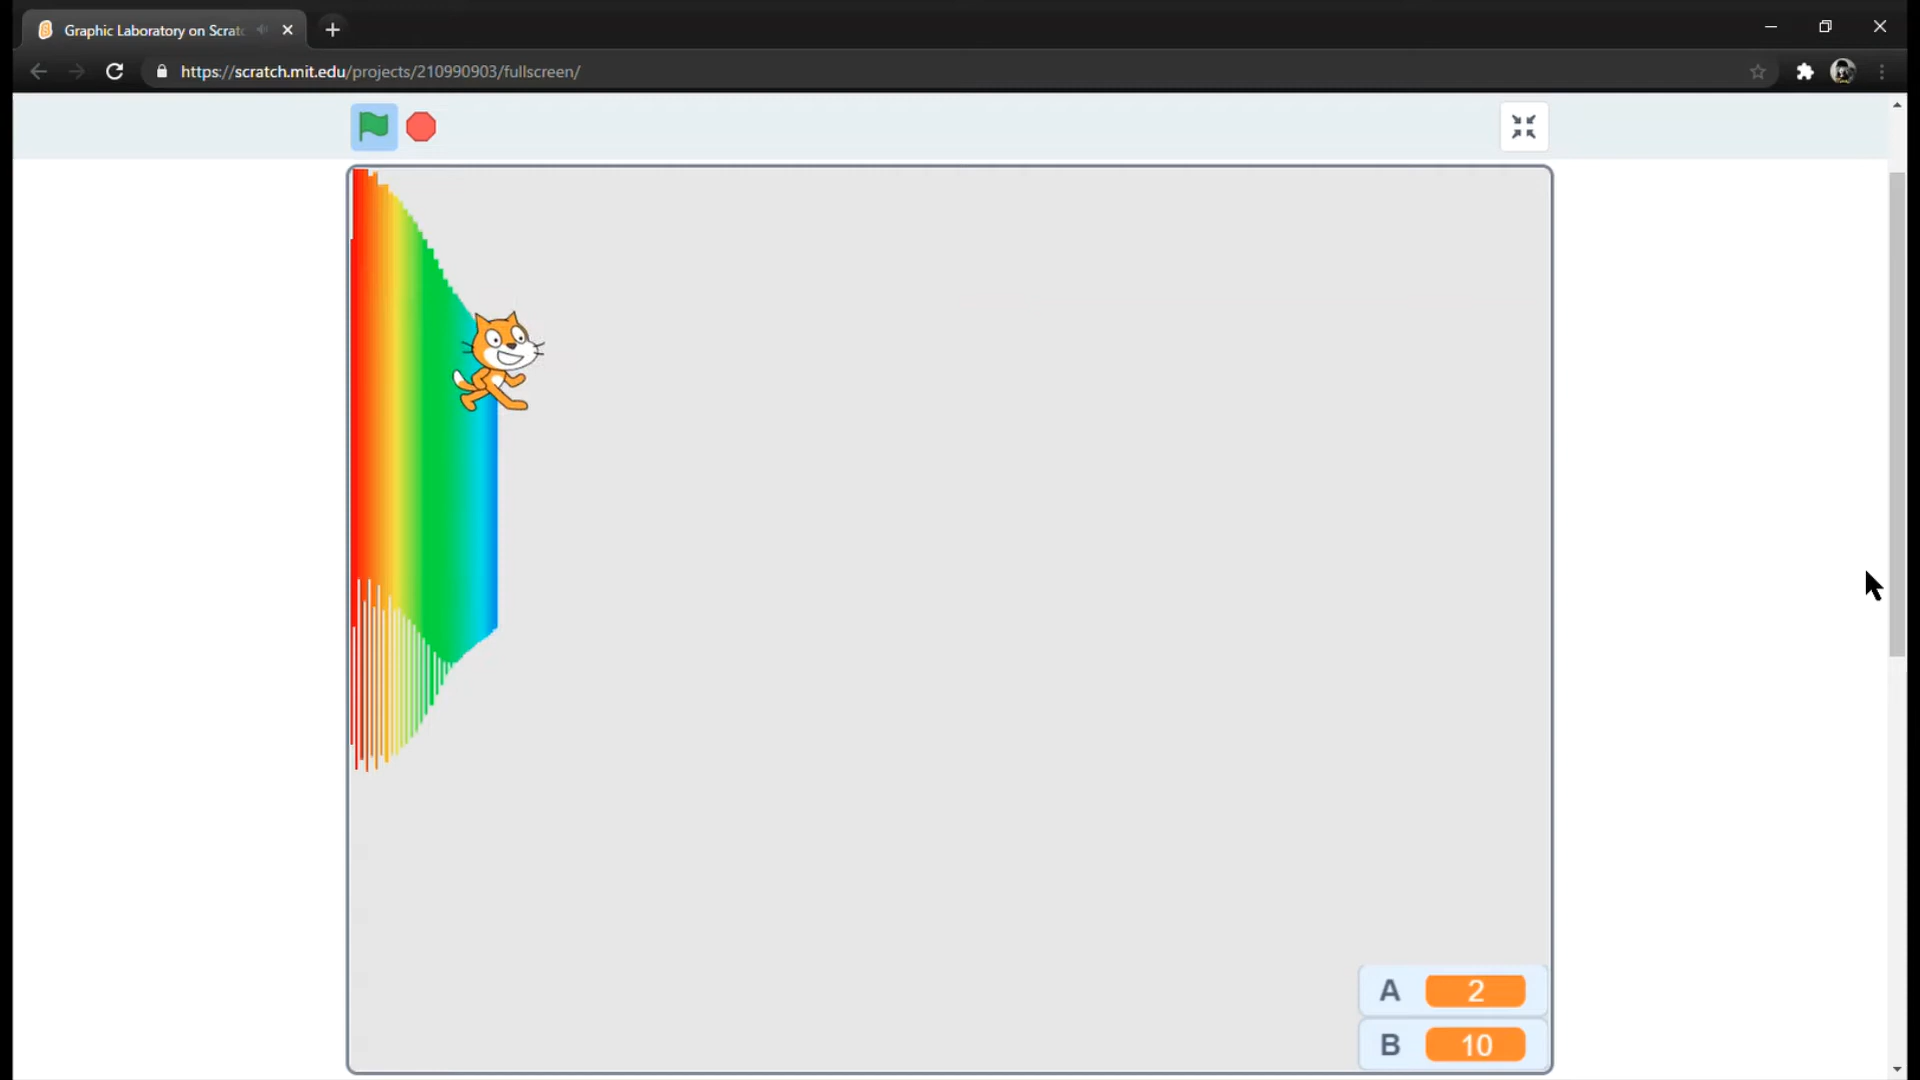 Graphic Laboratory on Scrat
https://scratch.mit.edu/projects/210990903/fullscreen/
A 2
B 10